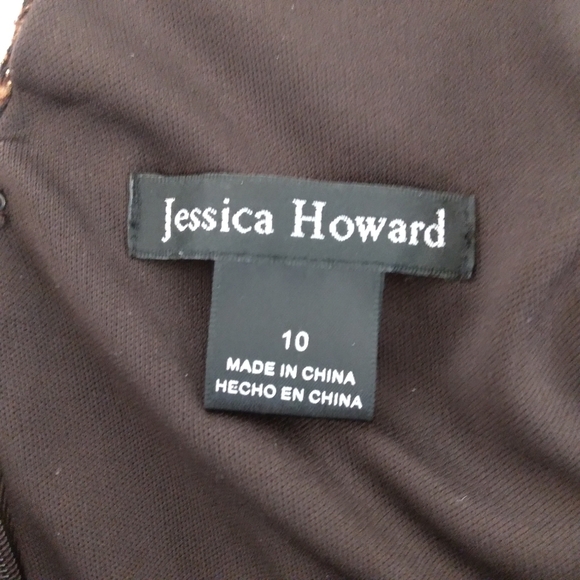 Jessica Howard
10
MADE IN CHINA
HECHO EN CHINA